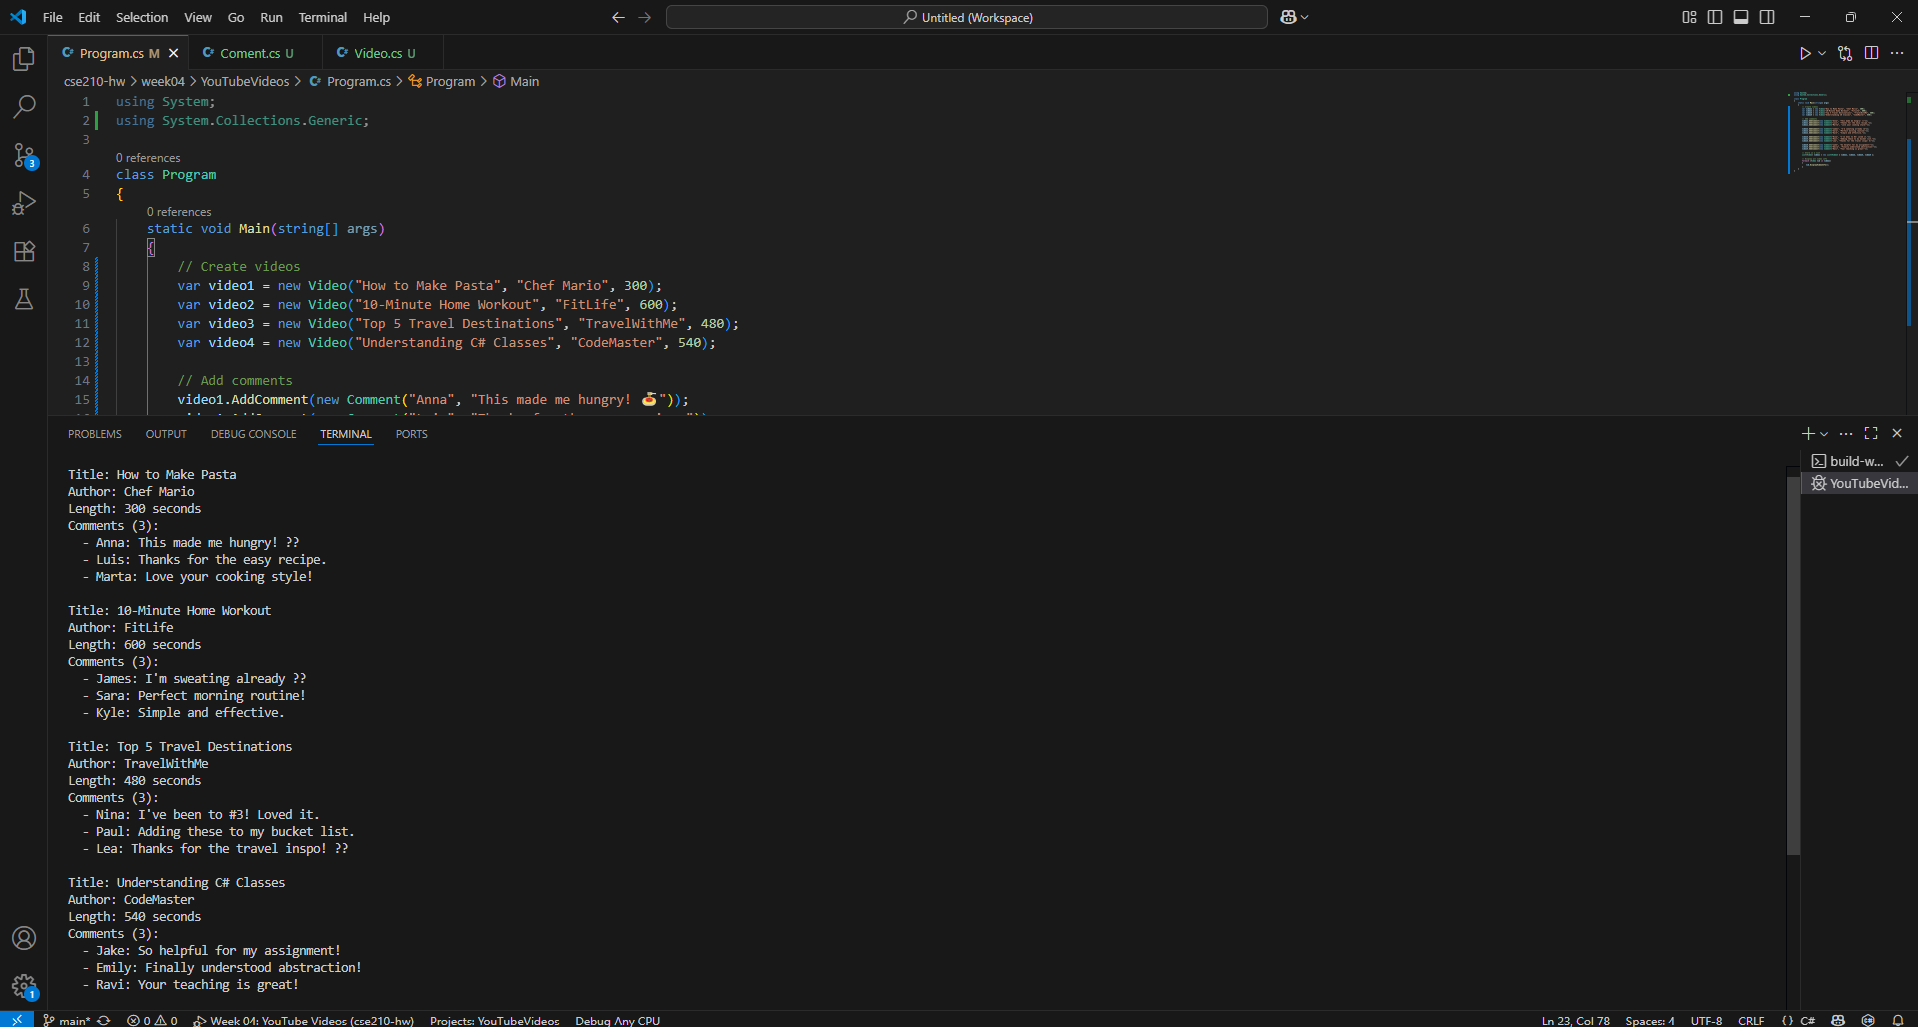 File Edit Selection View Go Run Terminal Help
Untitled (Workspace)
Program.cs M
Coment.cs U
Video.cs U
cse210-hw > week04 > YouTubeVideos > Program.cs > Program > Main
1 using System;
2 using System.Collections.Generic;
3
0 references
4 class Program
5 {
0 references
6 static void Main(string[] args)
7 {
8 // Create videos
9 var video1 = new Video("How to Make Pasta", "Chef Mario", 300);
10 var video2 = new Video("10-Minute Home Workout", "FitLife", 600);
11 var video3 = new Video("Top 5 Travel Destinations", "TravelWithMe", 480);
12 var video4 = new Video("Understanding C# Classes", "CodeMaster", 540);
13
14 // Add comments
15 video1.AddComment(new Comment("Anna", "This made me hungry! 🍝"));
PROBLEMS OUTPUT DEBUG CONSOLE TERMINAL PORTS
build-w...
YouTubeVid...
Title: How to Make Pasta
Author: Chef Mario
Length: 300 seconds
Comments (3):
- Anna: This made me hungry! ??
- Luis: Thanks for the easy recipe.
- Marta: Love your cooking style!
Title: 10-Minute Home Workout
Author: FitLife
Length: 600 seconds
Comments (3):
- James: I'm sweating already ??
- Sara: Perfect morning routine!
- Kyle: Simple and effective.
Title: Top 5 Travel Destinations
Author: TravelWithMe
Length: 480 seconds
Comments (3):
- Nina: I've been to #3! Loved it.
- Paul: Adding these to my bucket list.
- Lea: Thanks for the travel inspo! ??
Title: Understanding C# Classes
Author: CodeMaster
Length: 540 seconds
Comments (3):
- Jake: So helpful for my assignment!
- Emily: Finally understood abstraction!
- Ravi: Your teaching is great!
3
1
main* 0 0 Week 04: YouTube Videos (cse210-hw) Projects: YouTubeVideos Debug Any CPU Ln 23, Col 78 Spaces: 4 UTF-8 CRLF {} C#